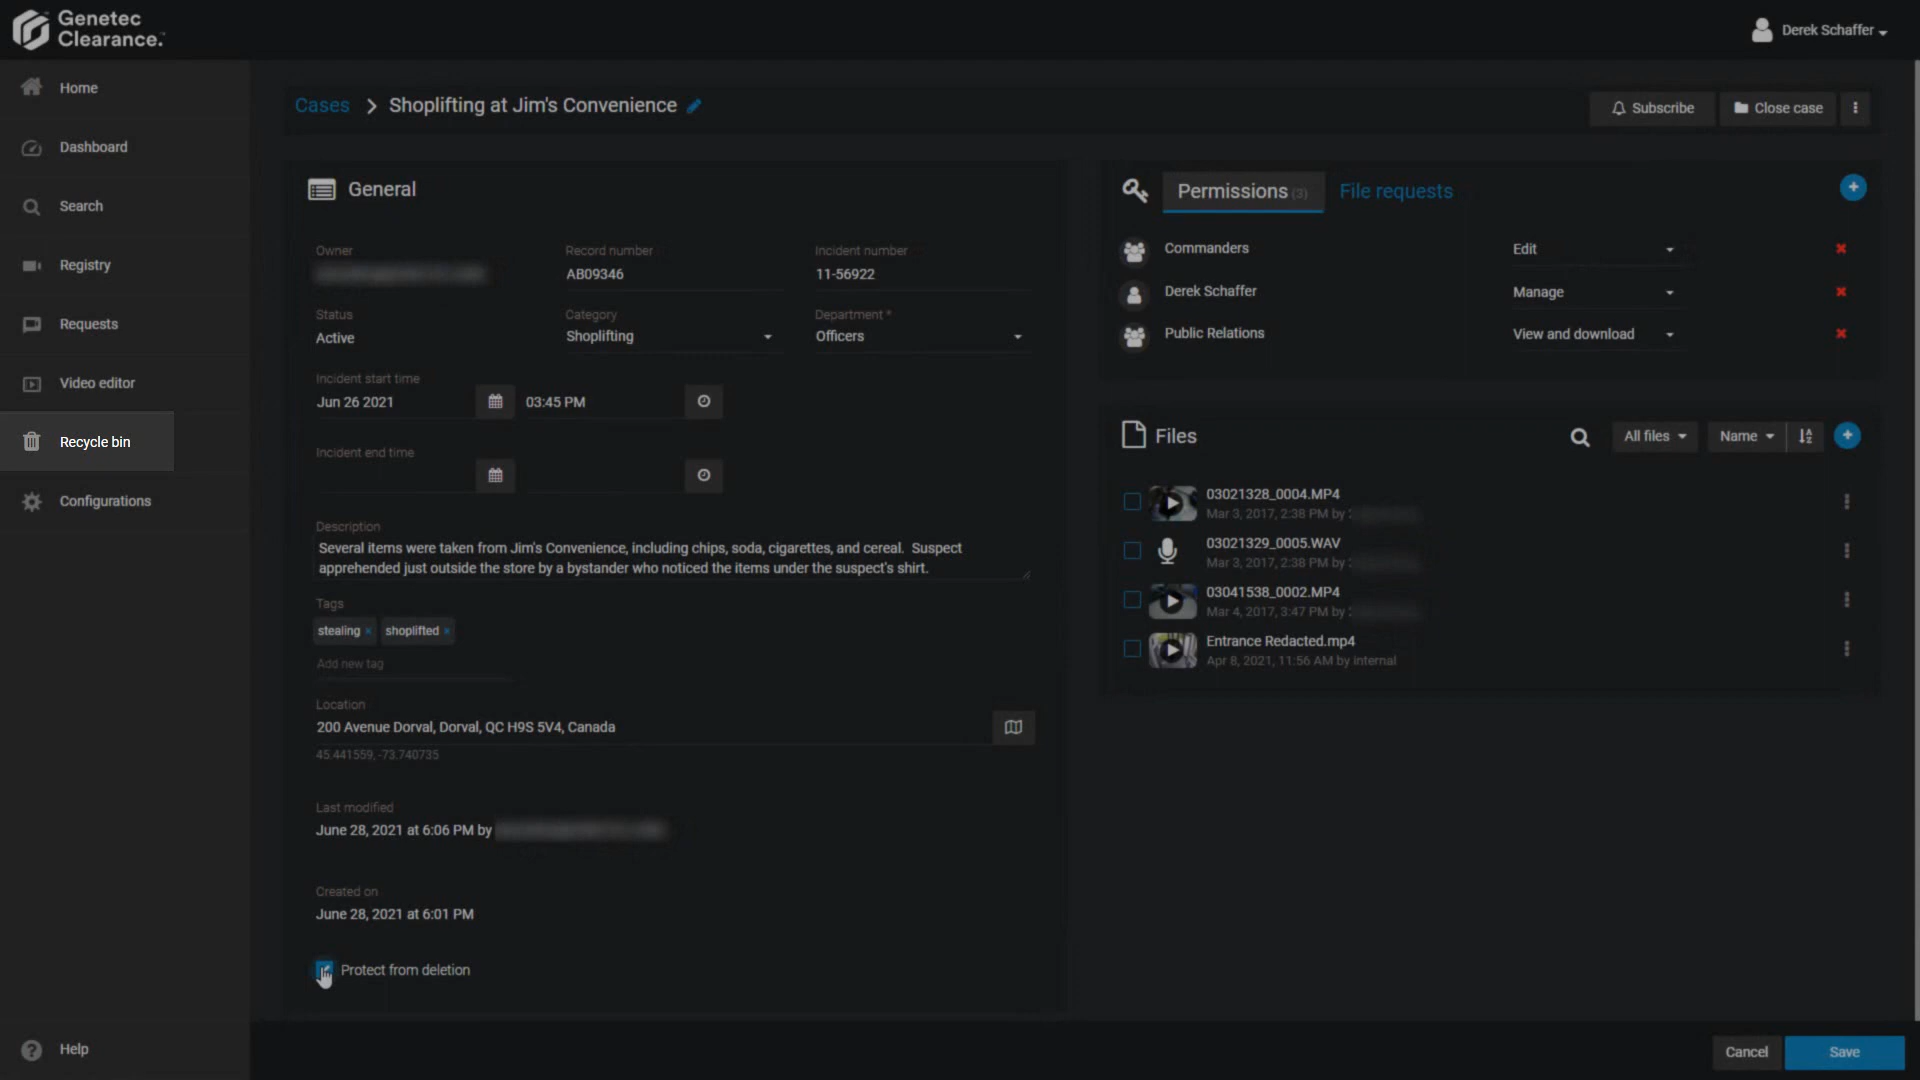 Genetec
Clearance.
Derek Schaffer
Home
Dashboard
Search
Registry
Requests
Video editor
Recycle bin
Configurations
Help
Cases > Shoplifting at Jim's Convenience
Subscribe
Close case
General
Owner
Record number
AB09346
Incident number
11-56922
Status
Active
Category
Shoplifting
Department *
Officers
Incident start time
Jun 26 2021
03:45 PM
Incident end time
Description
Several items were taken from Jim's Convenience, including chips, soda, cigarettes, and cereal. Suspect
apprehended just outside the store by a bystander who noticed the items under the suspect's shirt.
Tags
stealing ×
shoplifted ×
Add new tag
Location
200 Avenue Dorval, Dorval, QC H9S 5V4, Canada
45.441559, -73.740735
Last modified
June 28, 2021 at 6:06 PM by
Created on
June 28, 2021 at 6:01 PM
Protect from deletion
Permissions (3)
File requests
Commanders
Edit
Derek Schaffer
Manage
Public Relations
View and download
Files
All files
Name
03021328_0004.MP4
Mar 3, 2017, 2:38 PM by
03021329_0005.WAV
Mar 3, 2017, 2:38 PM by
03041538_0002.MP4
Mar 4, 2017, 3:47 PM by
Entrance Redacted.mp4
Apr 8, 2021, 11:56 AM by internal
Cancel
Save